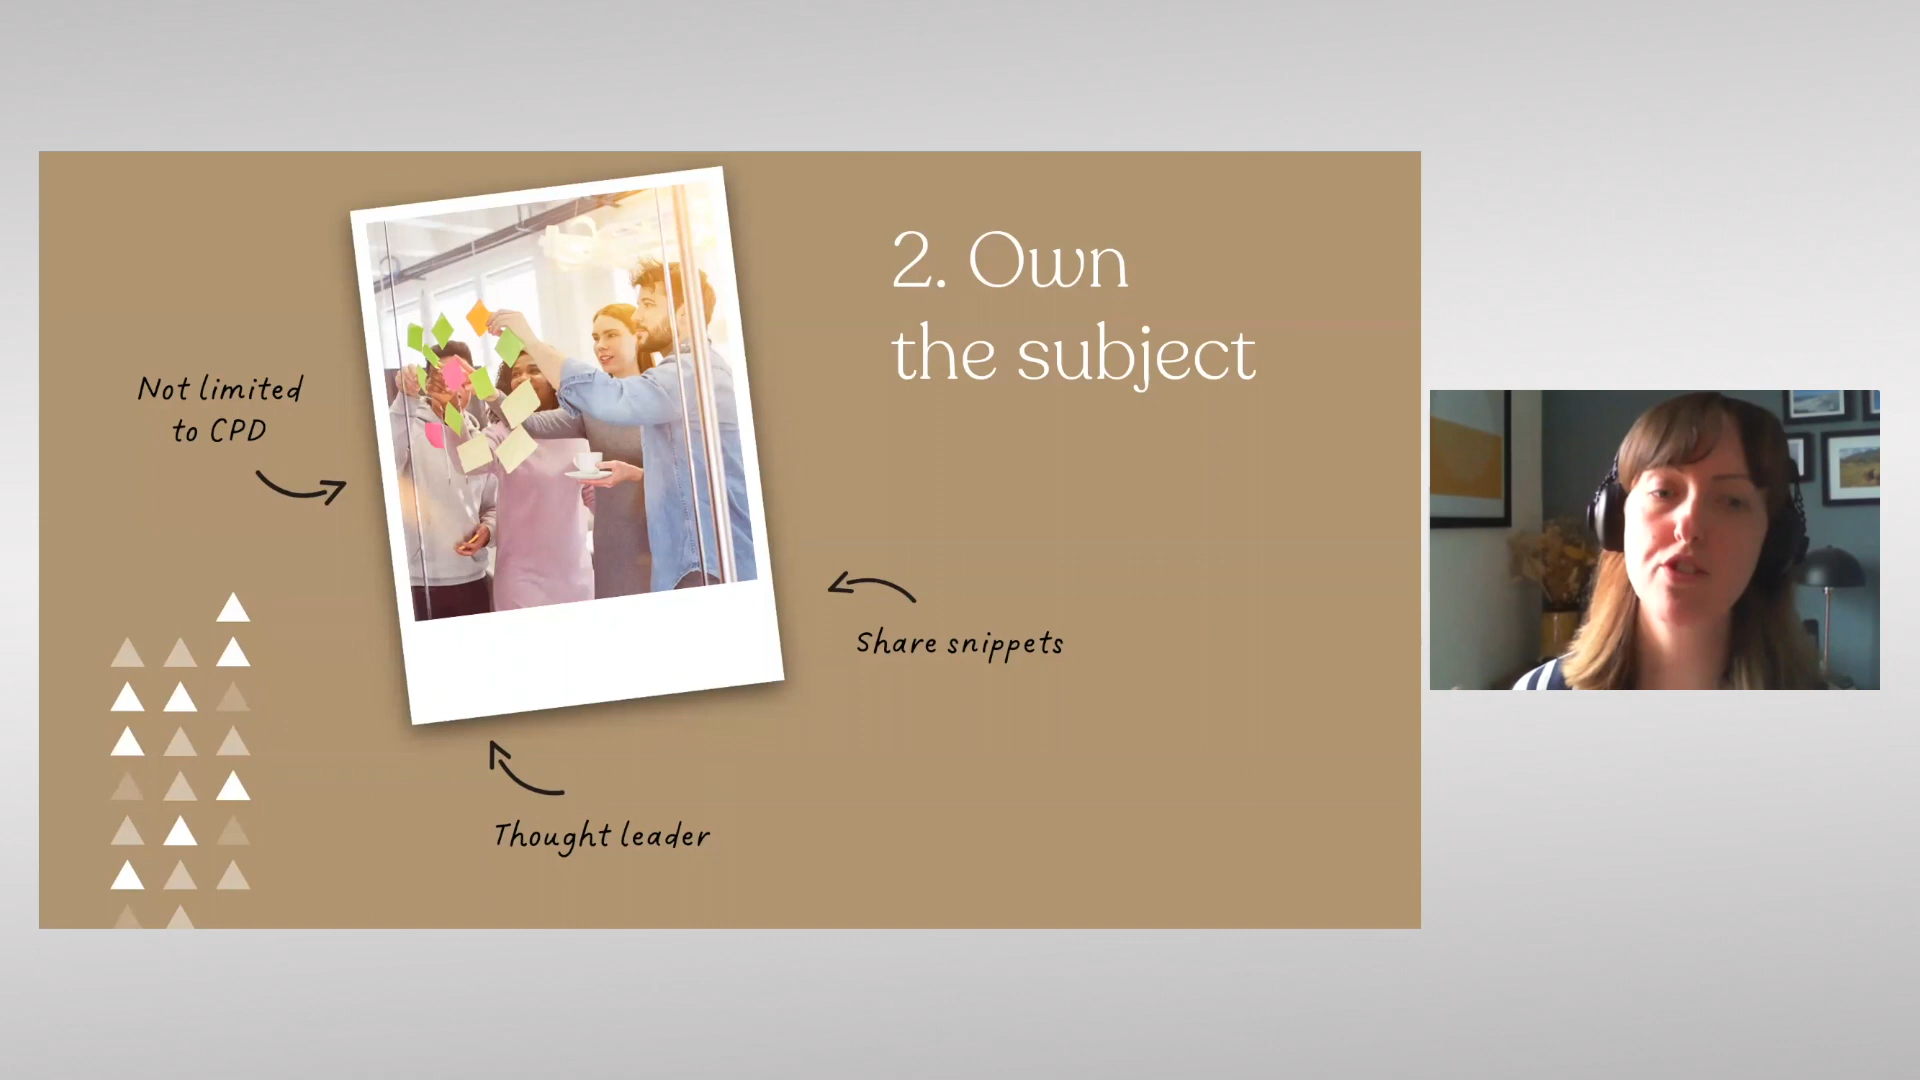 2. Own
the subject
Not limited
to CPD
Share snippets
Thought leader